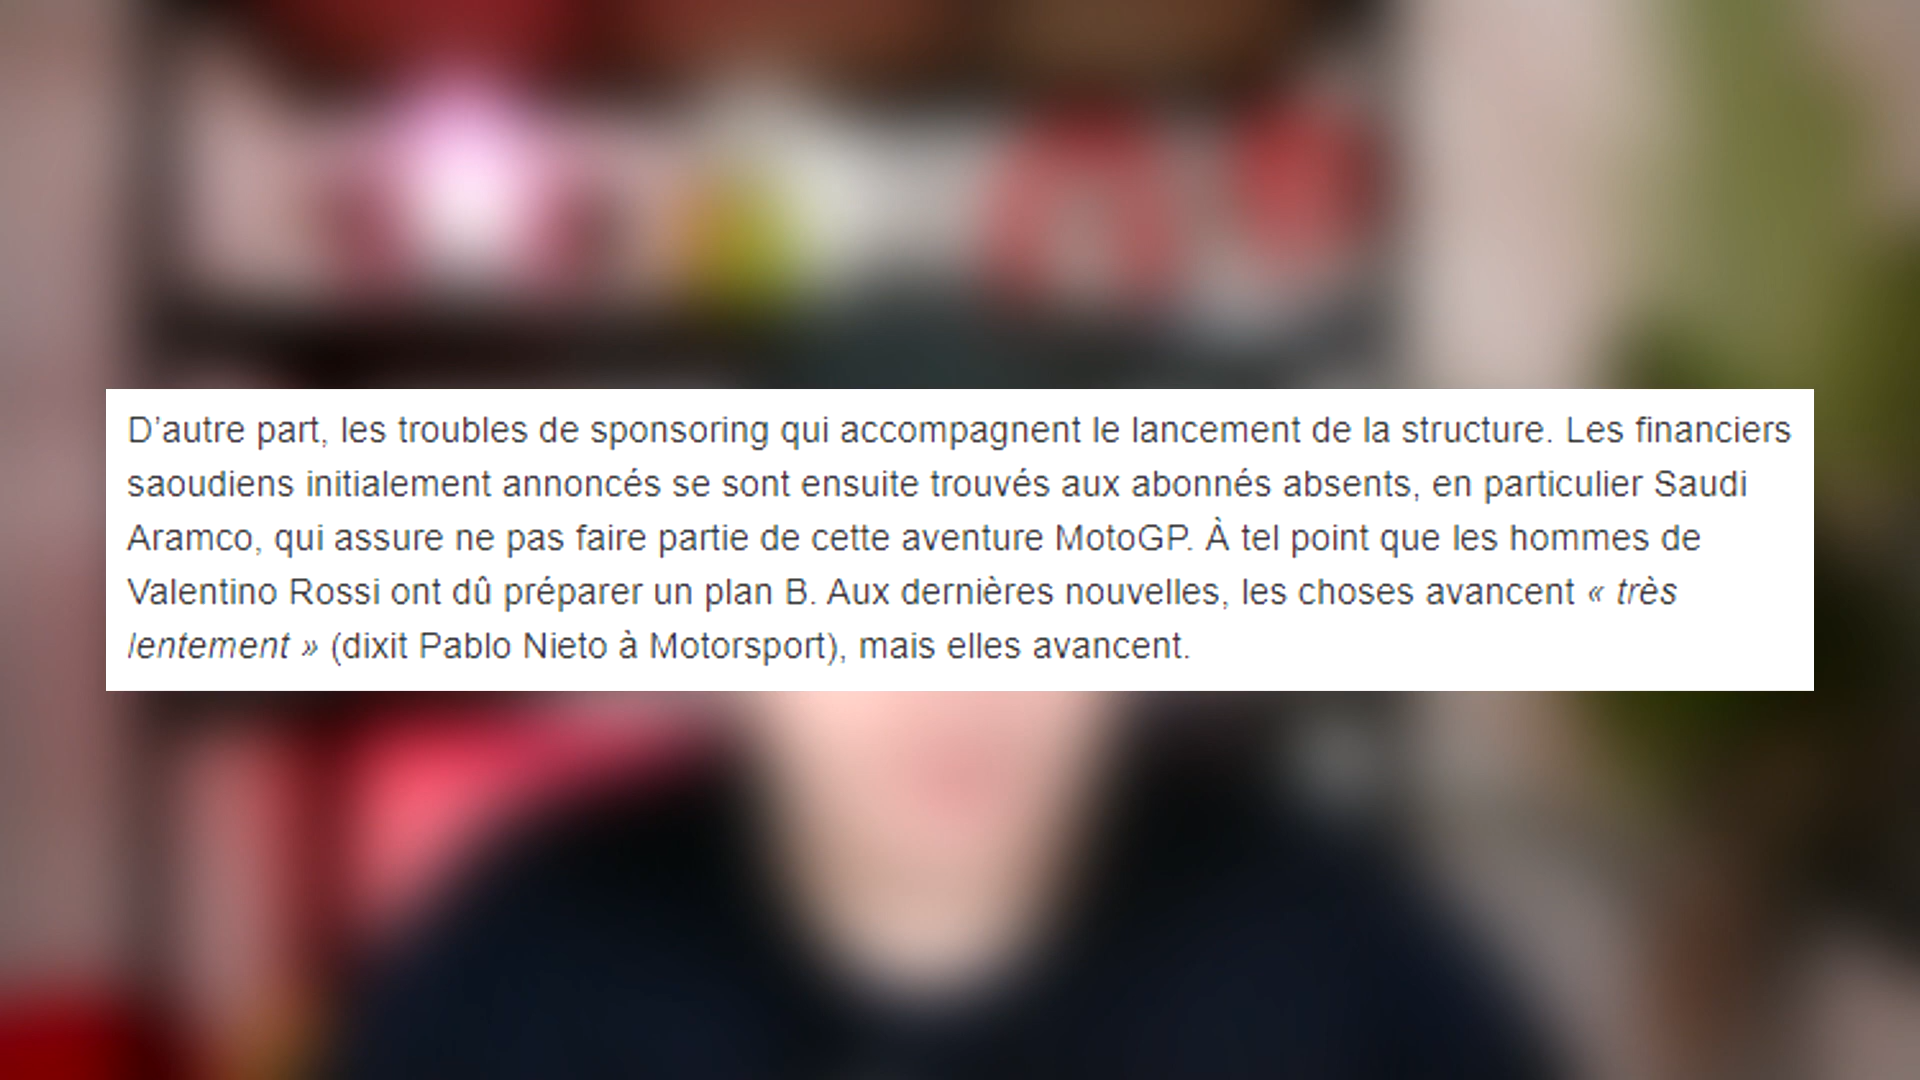 D’autre part, les troubles de sponsoring qui accompagnent le lancement de la structure. Les financiers
saoudiens initialement annoncés se sont ensuite trouvés aux abonnés absents, en particulier Saudi
Aramco, qui assure ne pas faire partie de cette aventure MotoGP. À tel point que les hommes de
Valentino Rossi ont dû préparer un plan B. Aux dernières nouvelles, les choses avancent « très
lentement » (dixit Pablo Nieto à Motorsport), mais elles avancent.